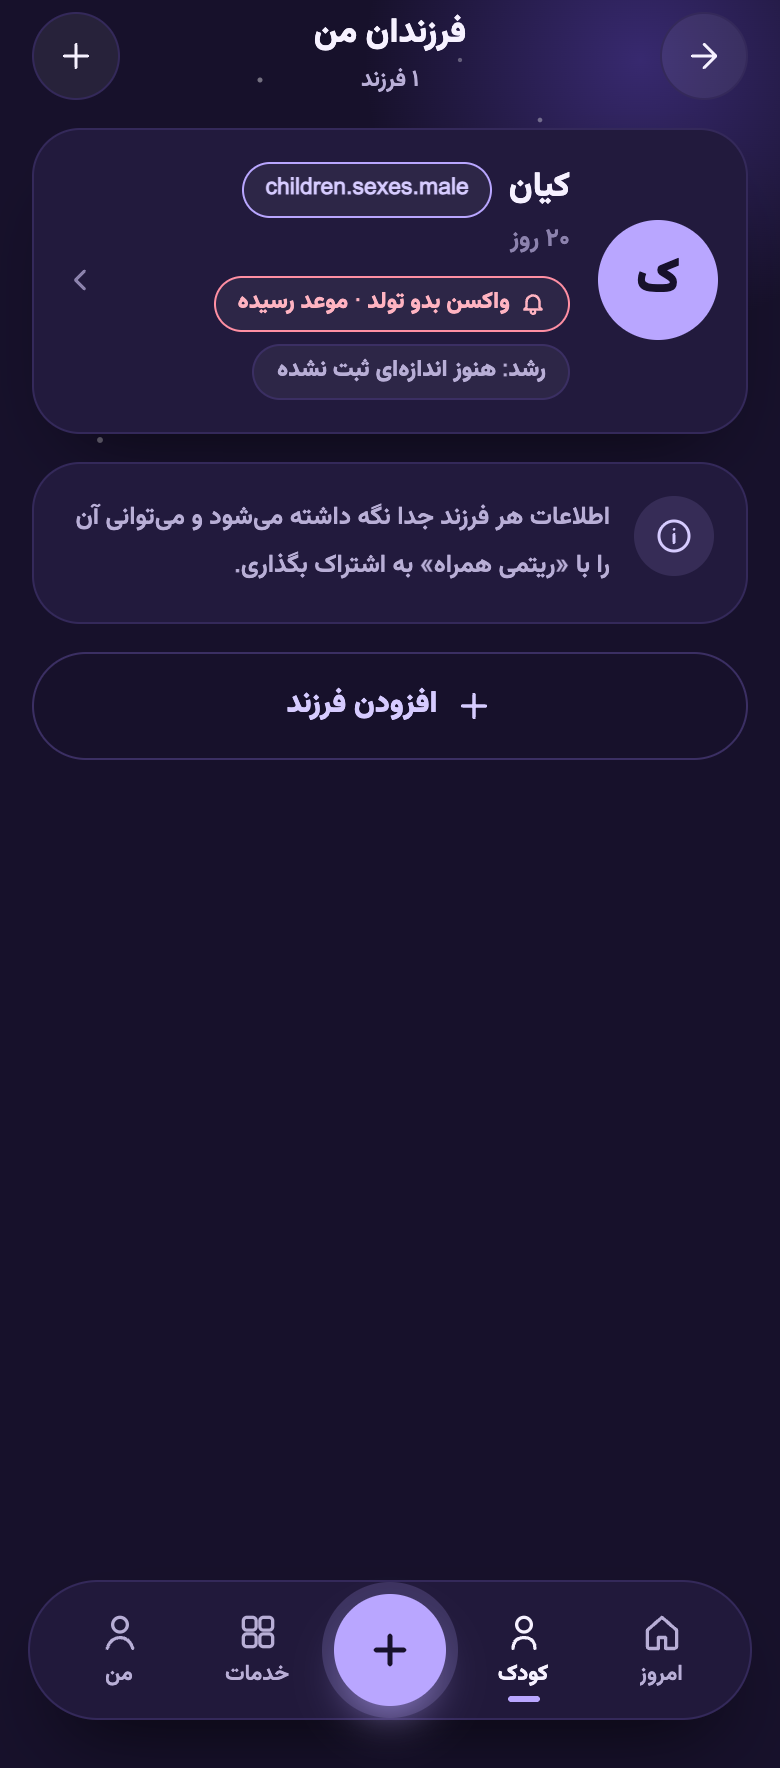 فرزندان من
۱ فرزند
کیان children.sexes.male
۲۰ روز
ک
واکسن بدو تولد · موعد رسیده
رشد: هنوز اندازه‌ای ثبت نشده
اطلاعات هر فرزند جدا نگه داشته می‌شود و می‌توانی آن
را با «ریتمی همراه» به اشتراک بگذاری.
افزودن فرزند
امروز
کودک
خدمات
من